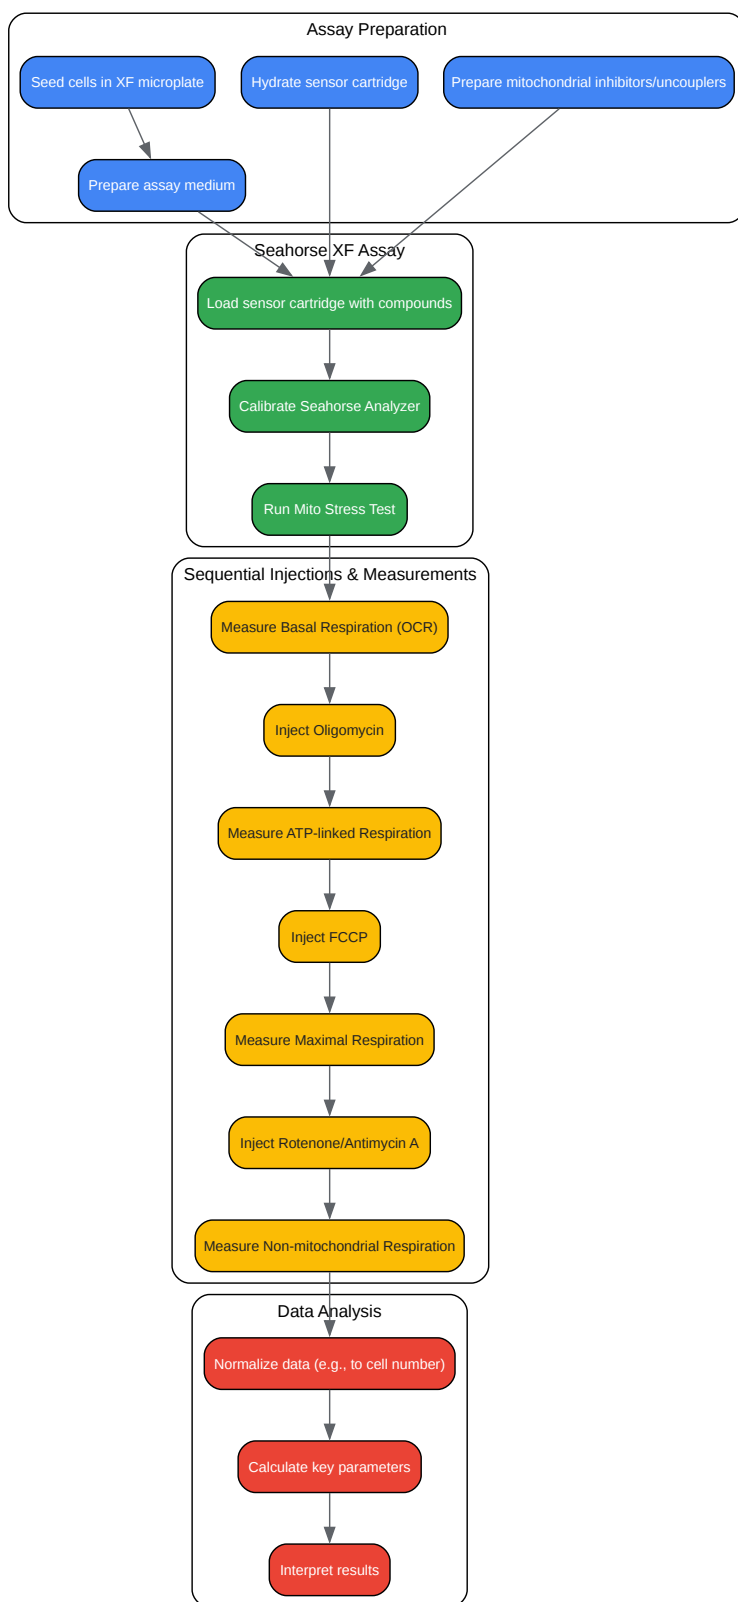 Assay Preparation
Seed cells in XF microplate
Hydrate sensor cartridge
Prepare mitochondrial inhibitors/uncouplers
Prepare assay medium
Seahorse XF Assay
Load sensor cartridge with compounds
Calibrate Seahorse Analyzer
Run Mito Stress Test
Sequential Injections & Measurements
Measure Basal Respiration (OCR)
Inject Oligomycin
Measure ATP-linked Respiration
Inject FCCP
Measure Maximal Respiration
Inject Rotenone/Antimycin A
Measure Non-mitochondrial Respiration
Data Analysis
Normalize data (e.g., to cell number)
Calculate key parameters
Interpret results